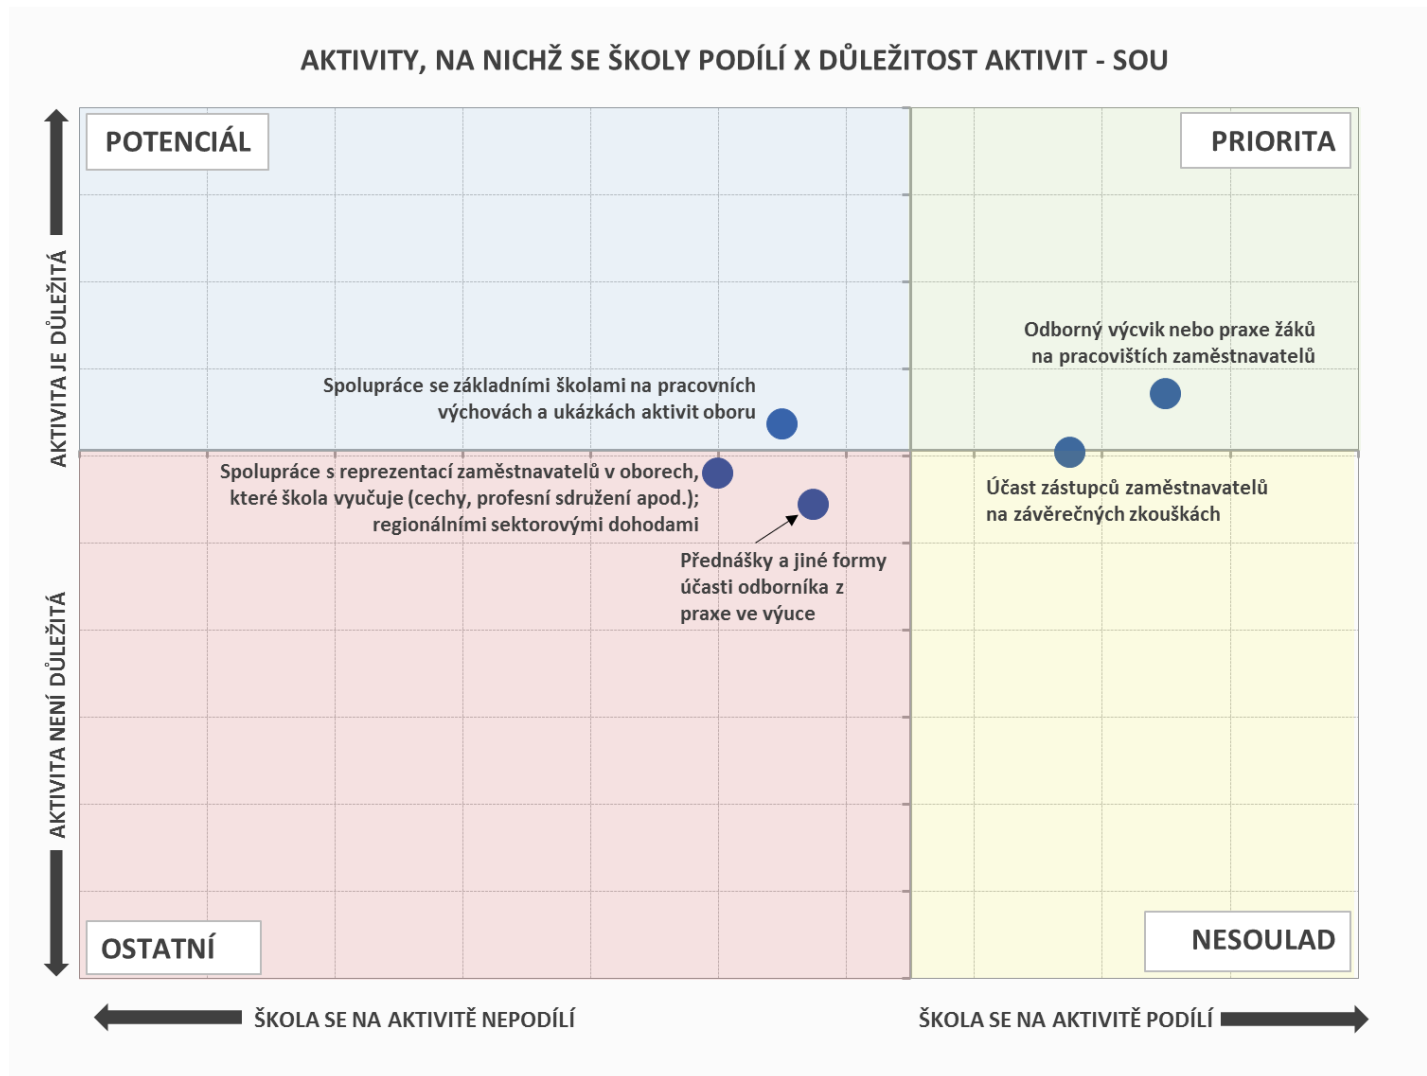 AKTIVITY, NA NICHŽ SE ŠKOLY PODÍLÍ X DŮLEŽITOST AKTIVIT - SOU
POTENCIÁL
PRIORITA
AKTIVITA JE DŮLEŽITÁ
Odborný výcvik nebo praxe žáků
na pracovištích zaměstnavatelů
Spolupráce se základními školami na pracovních
výchovách a ukázkách aktivit oboru
Spolupráce s reprezentací zaměstnavatelů v oborech,
které škola vyučuje (cechy, profesní sdružení apod.);
regionálními sektorovými dohodami
Účast zástupců zaměstnavatelů
na závěrečných zkouškách
Přednášky a jiné formy
účasti odborníka z
praxe ve výuce
AKTIVITA NENÍ DŮLEŽITÁ
OSTATNÍ
NESOULAD
ŠKOLA SE NA AKTIVITĚ NEPODÍLÍ
ŠKOLA SE NA AKTIVITĚ PODÍLÍ